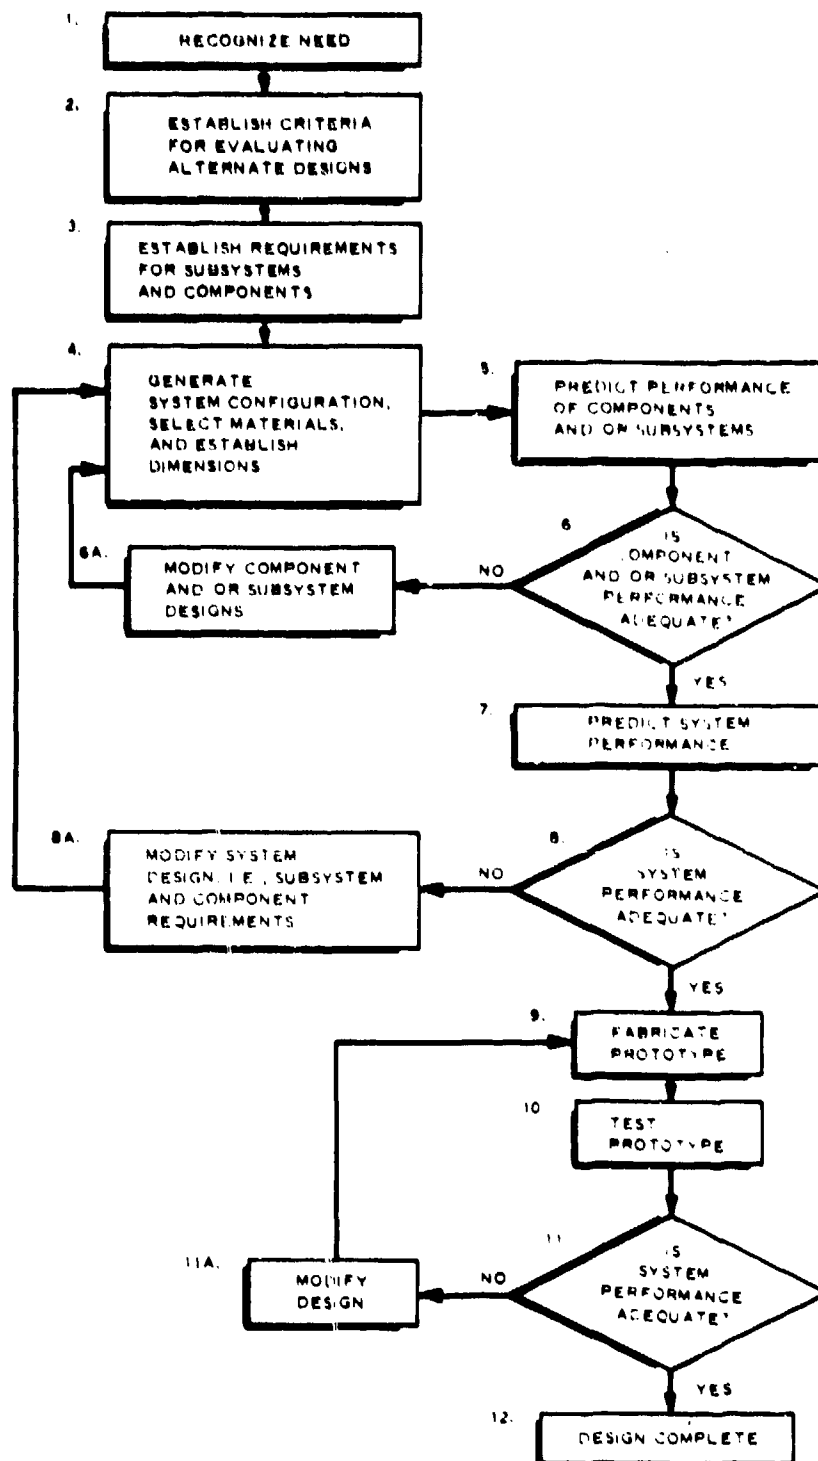 1.
RECOGNIZE NEED
2.
ESTABLISH CRITERIA
FOR EVALUATING
ALTERNATE DESIGNS
3.
ESTABLISH REQUIREMENTS
FOR SUBSYSTEMS
AND COMPONENTS
4.
GENERATE
SYSTEM CONFIGURATION,
SELECT MATERIALS,
AND ESTABLISH
DIMENSIONS
5.
PREDICT PERFORMANCE
OF COMPONENTS
AND OR SUBSYSTEMS
6
IS
COMPONENT
AND OR SUBSYSTEM
PERFORMANCE
ADEQUATE?
NO
6A.
MODIFY COMPONENT
AND OR SUBSYSTEM
DESIGNS
YES
7.
PREDICT SYSTEM
PERFORMANCE
8.
IS
SYSTEM
PERFORMANCE
ADEQUATE?
NO
8A.
MODIFY SYSTEM
DESIGN, I.E., SUBSYSTEM
AND COMPONENT
REQUIREMENTS
YES
9.
FABRICATE
PROTOTYPE
10
TEST
PROTOTYPE
11
IS
SYSTEM
PERFORMANCE
ADEQUATE?
NO
11A.
MODIFY
DESIGN
YES
12.
DESIGN COMPLETE